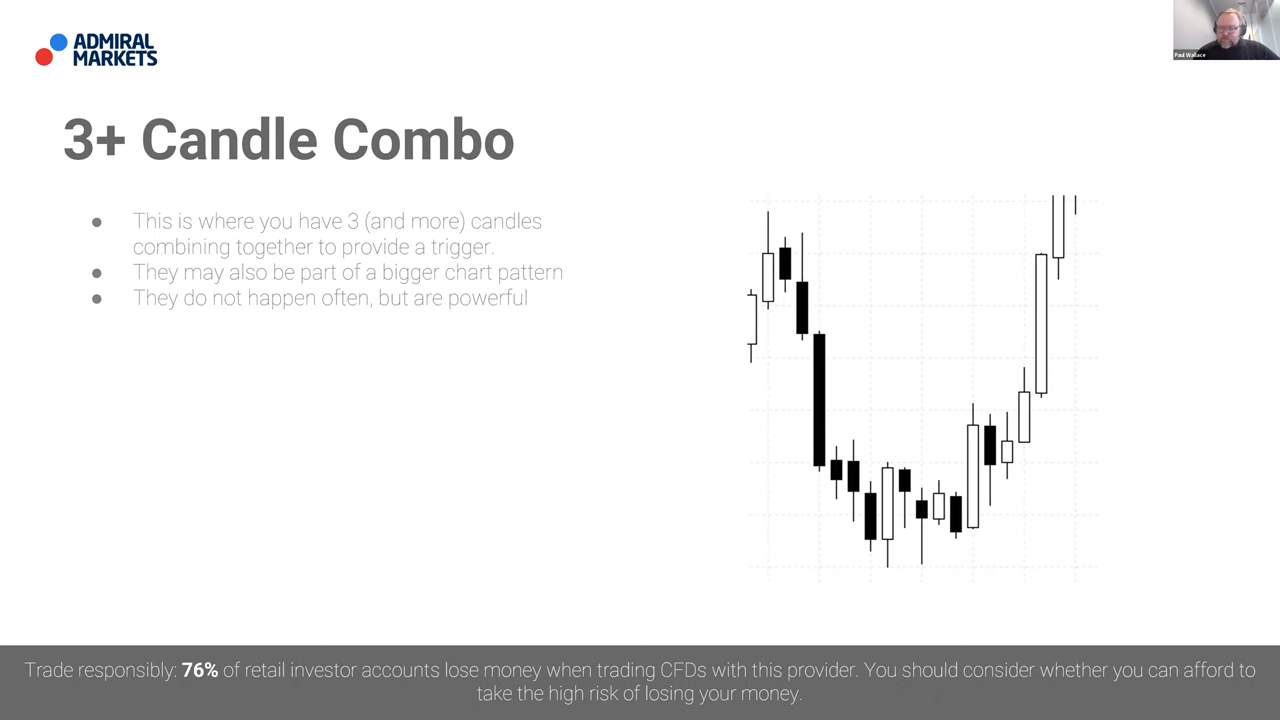 ADMIRAL
MARKETS
Paul Wallace
3+ Candle Combo
● This is where you have 3 (and more) candles
combining together to provide a trigger.
● They may also be part of a bigger chart pattern
● They do not happen often, but are powerful
Trade responsibly: 76% of retail investor accounts lose money when trading CFDs with this provider. You should consider whether you can afford to
take the high risk of losing your money.